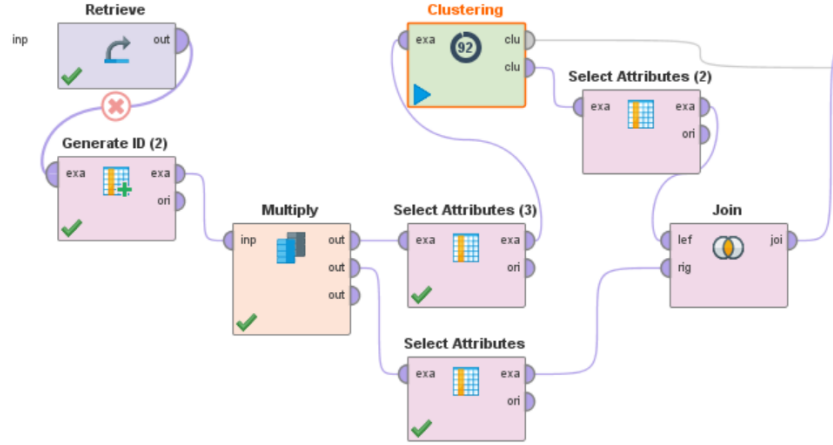 Retrieve
inp
out
Clustering
exa
92
clu
clu
Select Attributes (2)
exa
exa
ori
Generate ID (2)
exa
exa
ori
Multiply
inp
out
out
out
Select Attributes (3)
exa
exa
ori
Join
lef
joi
rig
Select Attributes
exa
exa
ori